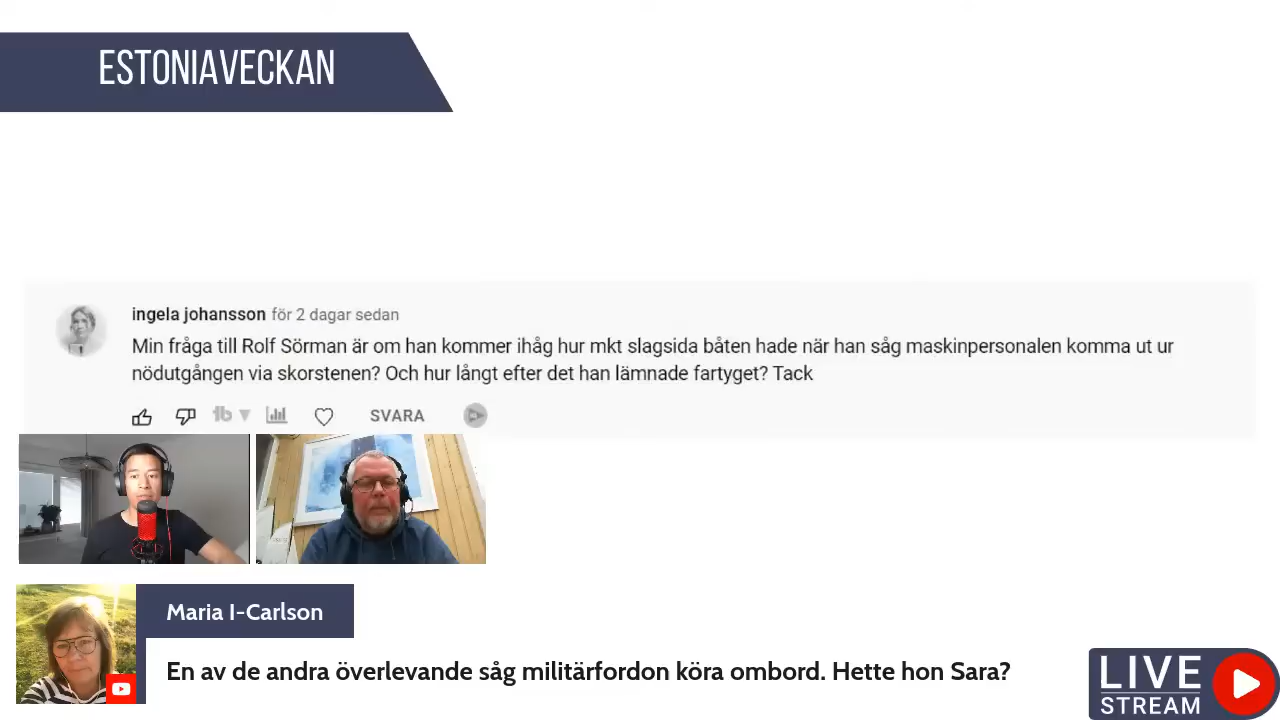 ESTONIAVECKAN
ingela johansson för 2 dagar sedan
Min fråga till Rolf Sörman är om han kommer ihåg hur mkt slagsida båten hade när han såg maskinpersonalen komma ut ur
nödutgången via skorstenen? Och hur långt efter det han lämnade fartyget? Tack
SVARA
Maria I-Carlson
En av de andra överlevande såg militärfordon köra ombord. Hette hon Sara?
LIVE
STREAM